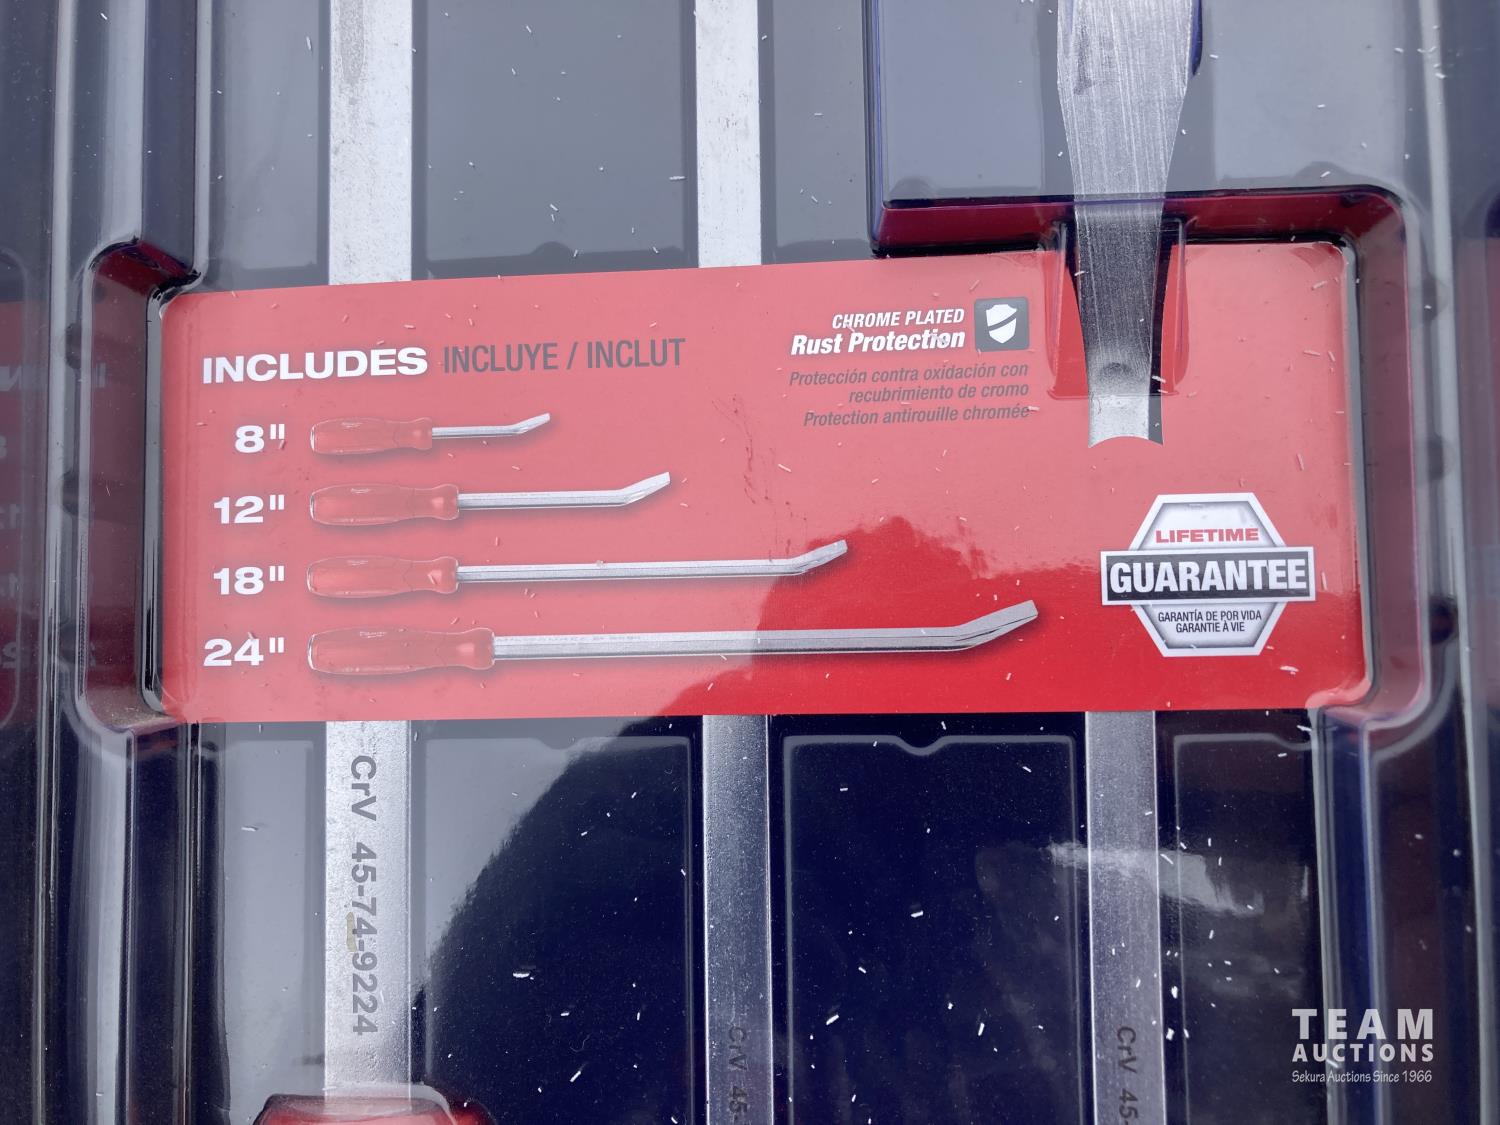 INCLUDES INCLUYE / INCLUT
8"
12"
18"
24"
CHROME PLATED
Rust Protection
Protección contra oxidación con
recubrimiento de cromo
Protection antirouille chromée
LIFETIME
GUARANTEE
GARANTÍA DE POR VIDA
GARANTIE À VIE
CrV 45-74-9224
CrV 45-
CrV 45-
TEAM
AUCTIONS
Sekura Auctions Since 1966